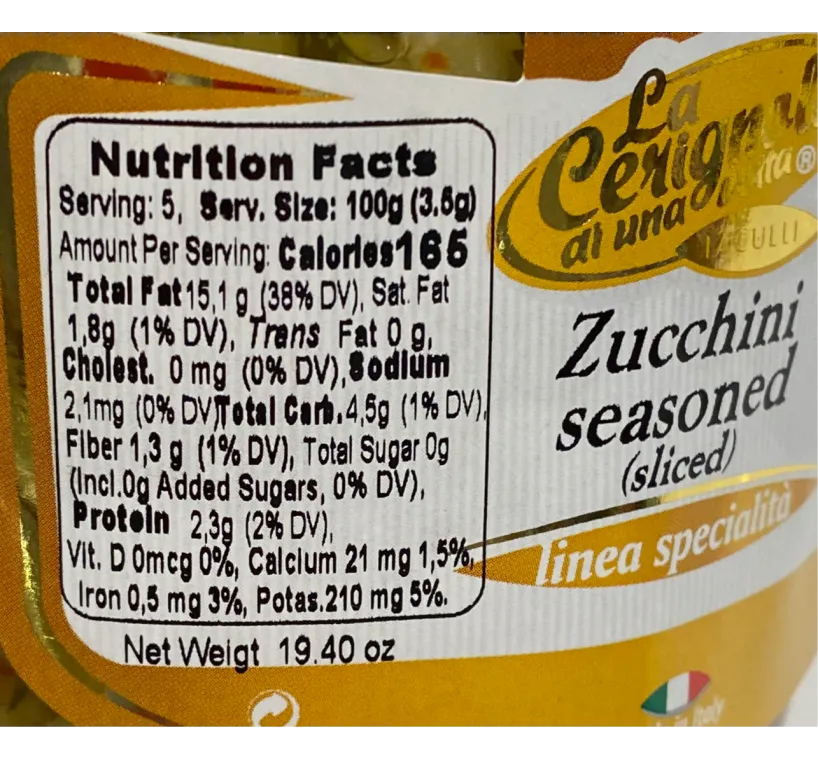 Nutrition Facts
Serving: 5, Serv. Size: 100g (3.5g)
Amount Per Serving: Calories165
Total Fat15,1 g (38% DV), Sat. Fat
1,8g (1% DV), Trans Fat 0 g,
Cholest. 0 mg (0% DV),Sodium
2,1mg (0% DV)Total Carb.4,5g (1% DV),
Fiber 1,3 g (1% DV), Total Sugar 0g
(Incl.0g Added Sugars, 0% DV),
Protein 2,3g (2% DV),
Vit. D 0mcg 0%, Calcium 21 mg 1,5%,
Iron 0,5 mg 3%, Potas.210 mg 5%.
Net Weigt 19.40 oz
La
di una
®
Zucchini
seasoned
(sliced)
linea specialità
in Italy